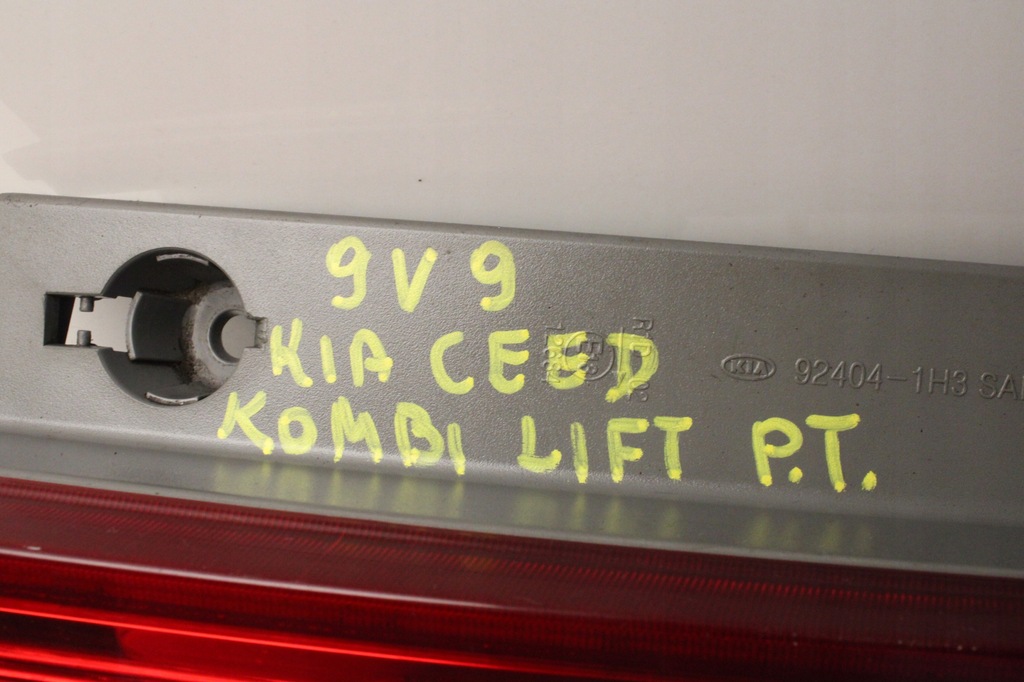 9V9
KIA CEED
KOMBI LIFT P.T.
KIA 92404-1H3